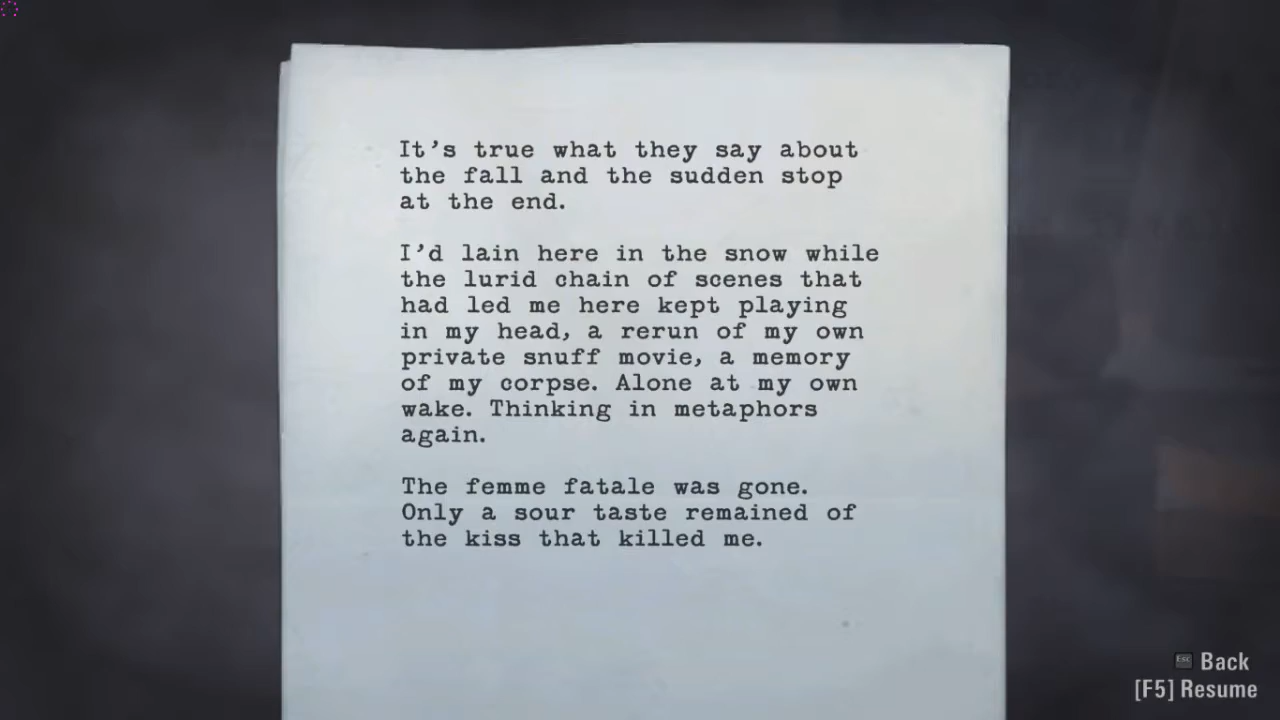 It's true what they say about
the fall and the sudden stop
at the end.
I'd lain here in the snow while
the lurid chain of scenes that
had led me here kept playing
in my head, a rerun of my own
private snuff movie, a memory
of my corpse. Alone at my own
wake. Thinking in metaphors
again.
The femme fatale was gone.
Only a sour taste remained of
the kiss that killed me.
Esc Back
[F5] Resume